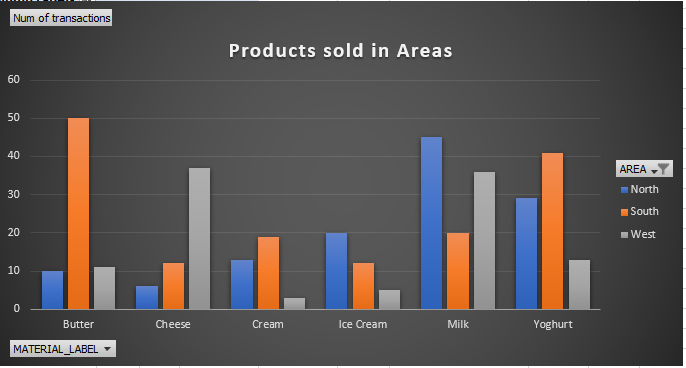 Num of transactions
Products sold in Areas
60
50
40
30
20
10
0
Butter Cheese Cream Ice Cream Milk Yoghurt
AREA
North
South
West
MATERIAL_LABEL